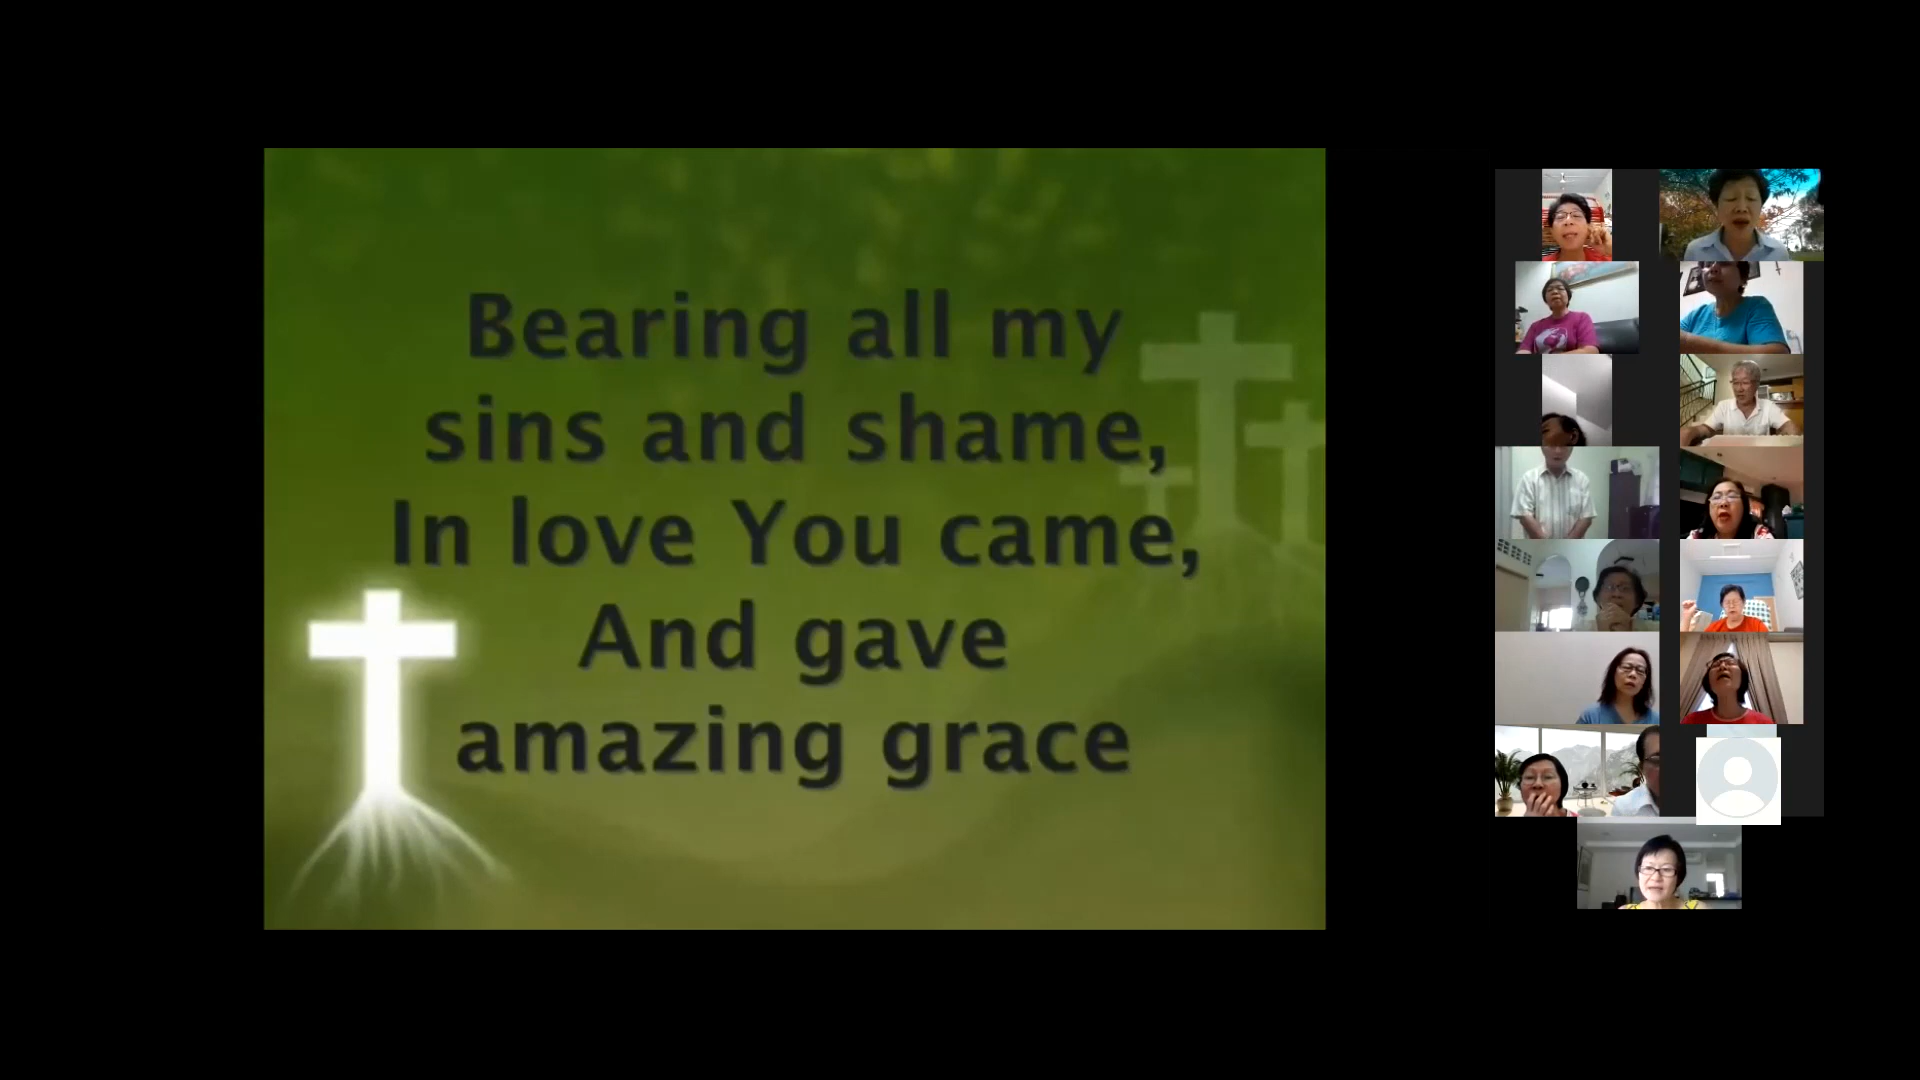 Bearing all my
sins and shame,
In love You came,
And gave
amazing grace